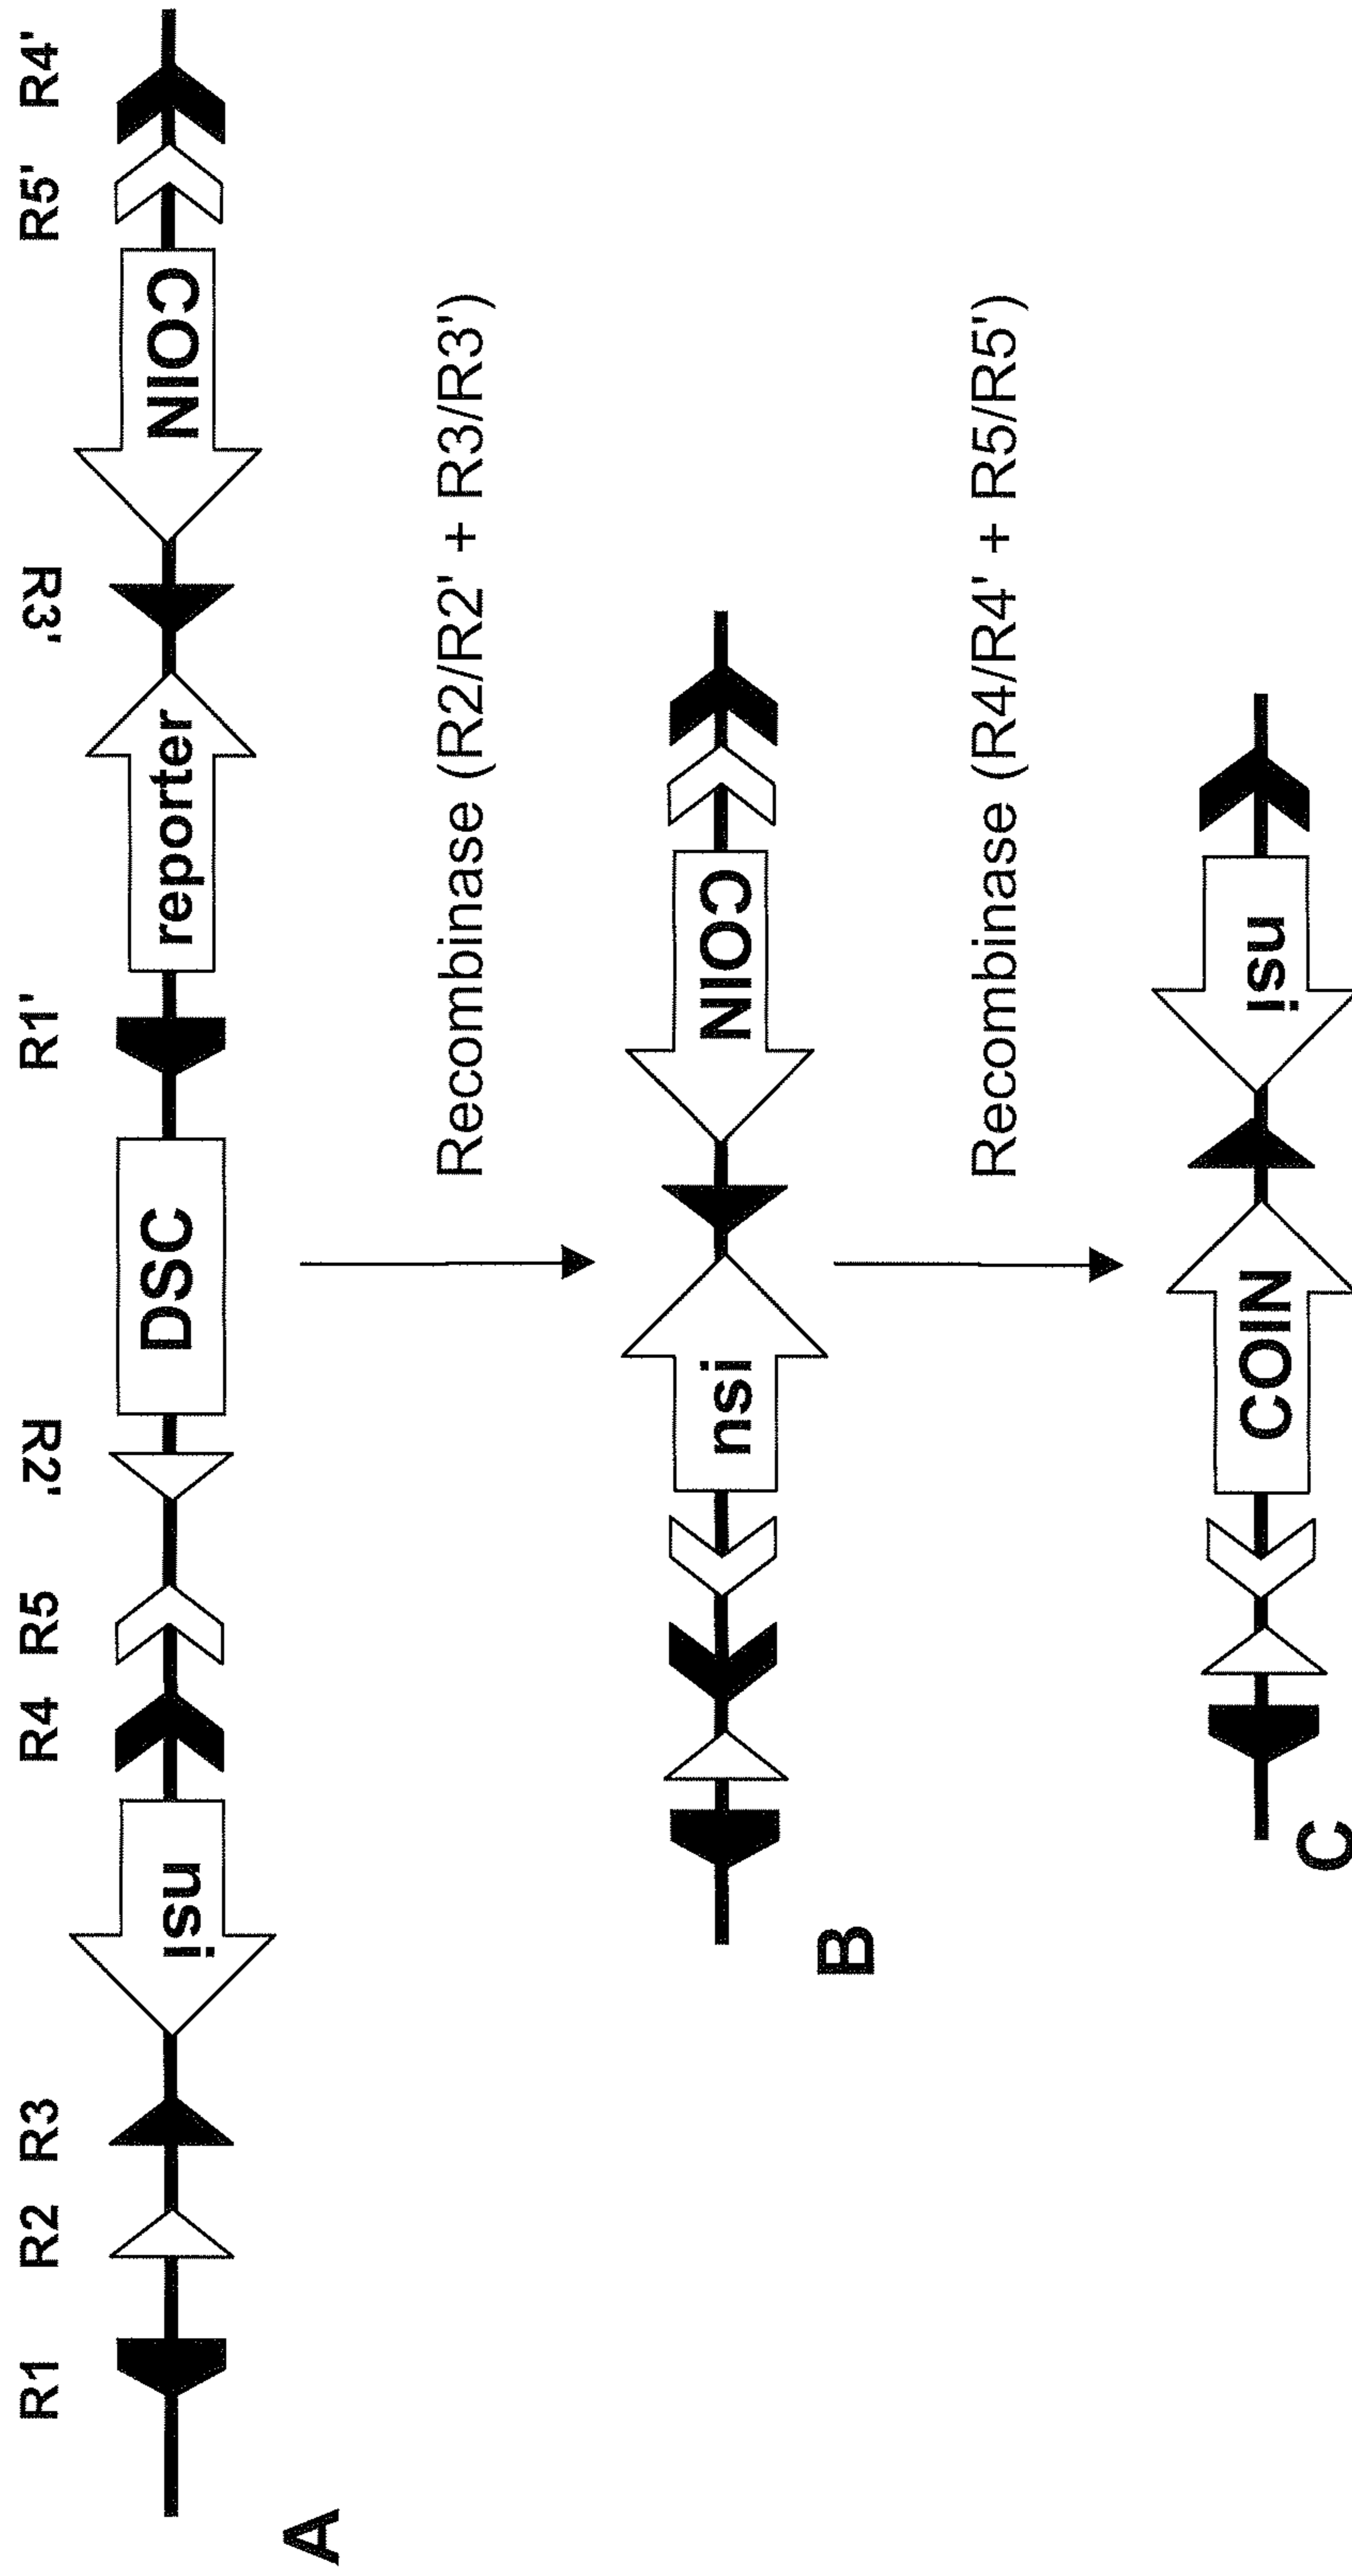 R1 R2 R3 R4 R5 R2' R1' R3' R5' R4'
nsi DSC reporter COIN
A
Recombinase (R2/R2' + R3/R3')
nsi COIN
B
Recombinase (R4/R4' + R5/R5')
COIN nsi
C